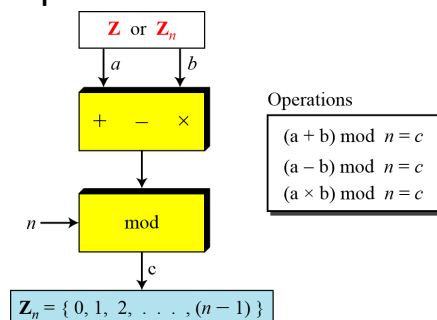 Z or Zn
a b
+ – ×
n mod
c
Zn = { 0, 1, 2, . . . , (n − 1) }
Operations
(a + b) mod n = c
(a – b) mod n = c
(a × b) mod n = c